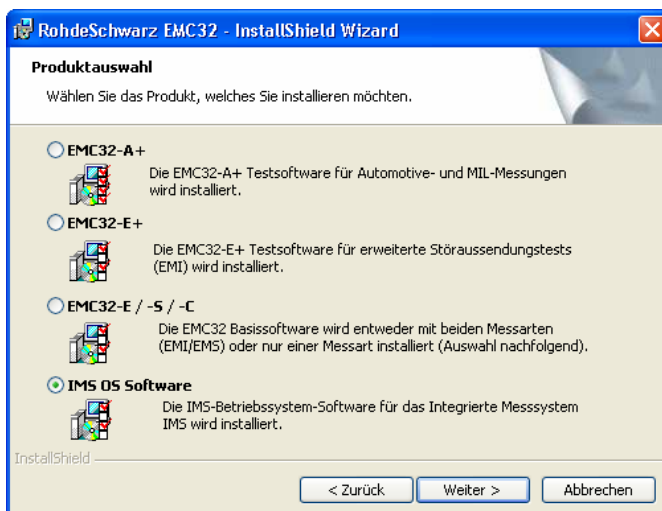 RohdeSchwarz EMC32 - InstallShield Wizard
Produktauswahl
Wählen Sie das Produkt, welches Sie installieren möchten.
EMC32-A+
Die EMC32-A+ Testsoftware für Automotive- und MIL-Messungen
wird installiert.
EMC32-E+
Die EMC32-E+ Testsoftware für erweiterte Störaussendungstests
(EMI) wird installiert.
EMC32-E / -S / -C
Die EMC32 Basissoftware wird entweder mit beiden Messarten
(EMI/EMS) oder nur einer Messart installiert (Auswahl nachfolgend).
IMS OS Software
Die IMS-Betriebssystem-Software für das Integrierte Messsystem
IMS wird installiert.
InstallShield
< Zurück Weiter > Abbrechen